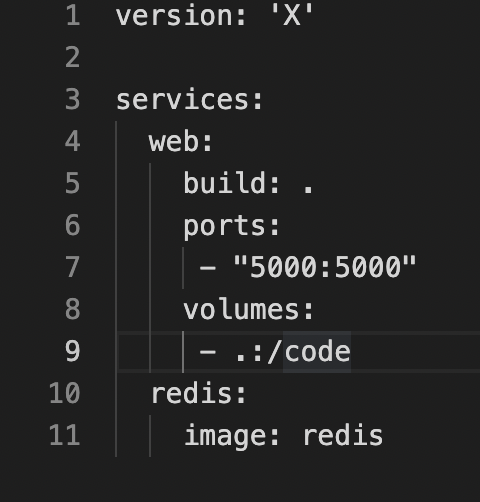 1 version: 'X'
2
3 services:
4   web:
5     build: .
6     ports:
7      - "5000:5000"
8     volumes:
9      - .:/code
10   redis:
11     image: redis